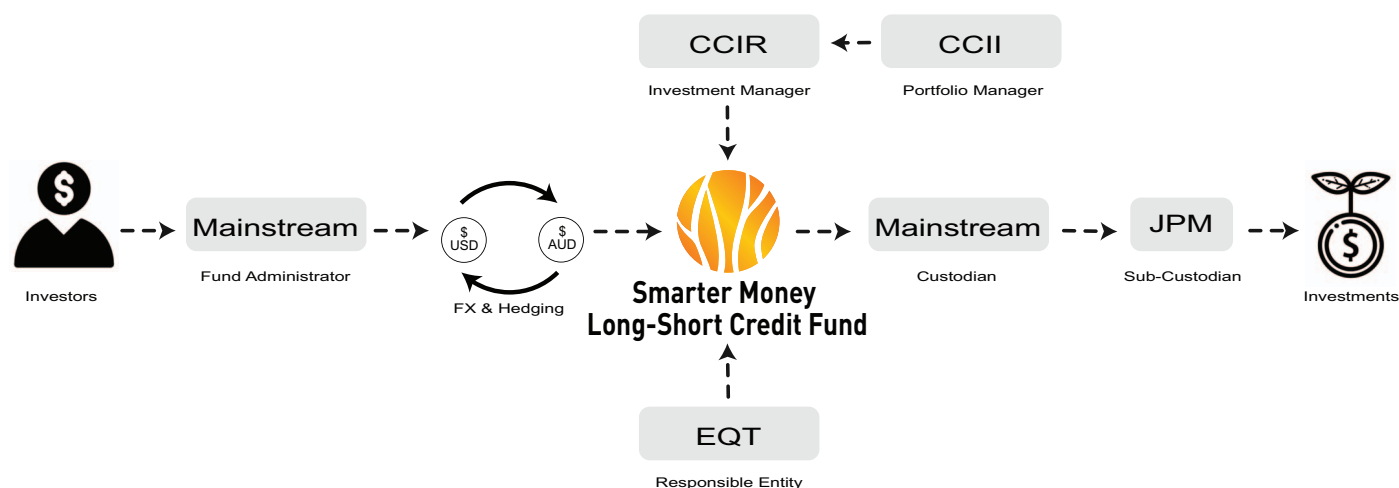 CCIR
CCII
Investment Manager
Portfolio Manager
$
Mainstream
$
USD
$
AUD
Mainstream
JPM
$
Investors
Fund Administrator
FX & Hedging
Custodian
Sub-Custodian
Investments
Smarter Money
Long-Short Credit Fund
EQT
Responsible Entity